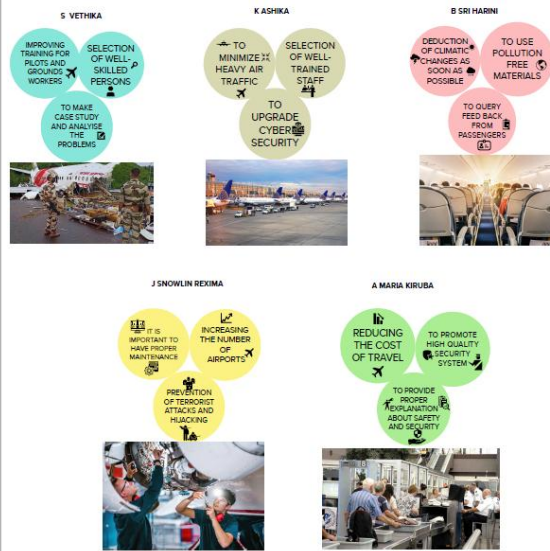 S VETHIKA
IMPROVING
TRAINING FOR
PILOTS AND
GROUNDS
WORKERS
SELECTION
OF WELL-
SKILLED
PERSONS
TO MAKE
CASE STUDY
AND ANALYSE
THE
PROBLEMS
K ASHIKA
TO
MINIMIZE
HEAVY AIR
TRAFFIC
SELECTION
OF WELL-
TRAINED
STAFF
TO
UPGRADE
CYBER
SECURITY
B SRI HARINI
DEDUCTION
OF CLIMATIC
CHANGES AS
SOON AS
POSSIBLE
TO USE
POLLUTION
FREE
MATERIALS
TO QUERY
FEED BACK
FROM
PASSENGERS
J SNOWLIN REXIMA
IT IS
IMPORTANT TO
HAVE PROPER
MAINTENANCE
INCREASING
THE NUMBER
OF
AIRPORTS
PREVENTION
OF TERRORIST
ATTACKS AND
HIJACKING
A MARIA KIRUBA
REDUCING
THE COST
OF TRAVEL
TO PROMOTE
HIGH QUALITY
SECURITY
SYSTEM
TO PROVIDE
PROPER
EXPLANATION
ABOUT SAFETY
AND SECURITY